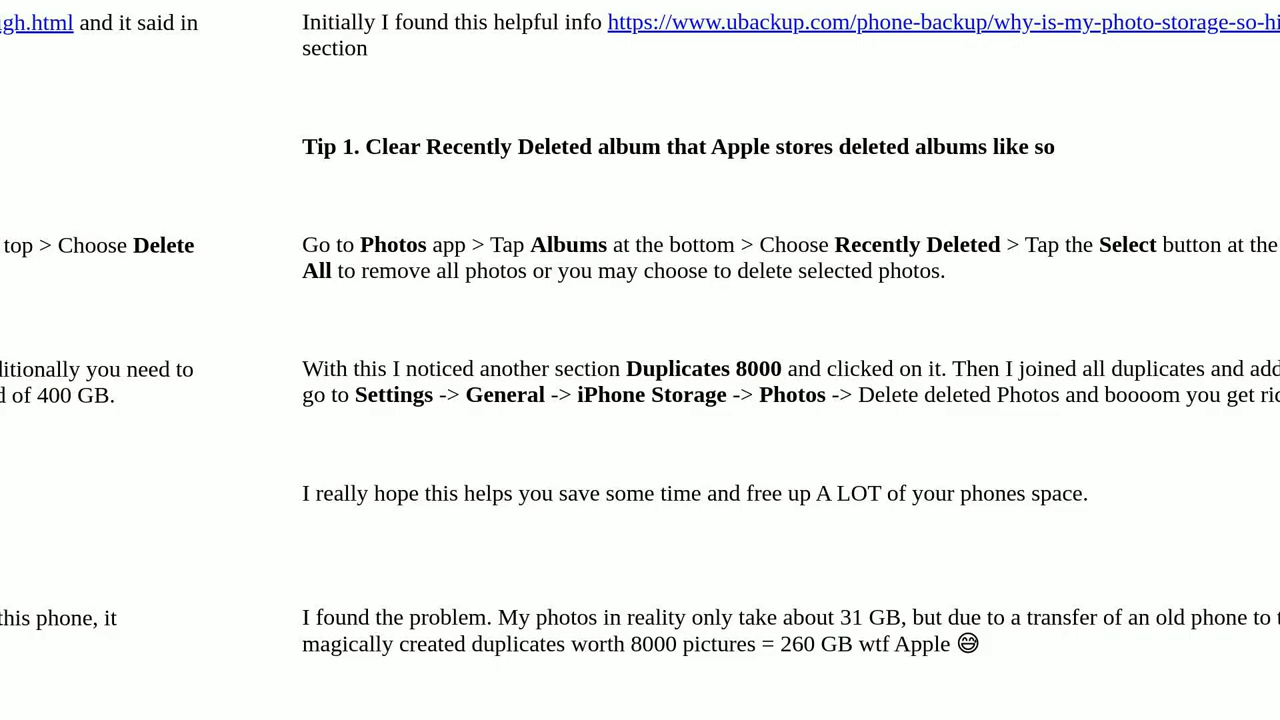 gh.html and it said in
top > Choose Delete
ditionally you need to
d of 400 GB.
this phone, it
Initially I found this helpful info https://www.ubackup.com/phone-backup/why-is-my-photo-storage-so-hi
section
Tip 1. Clear Recently Deleted album that Apple stores deleted albums like so
Go to Photos app > Tap Albums at the bottom > Choose Recently Deleted > Tap the Select button at the
All to remove all photos or you may choose to delete selected photos.
With this I noticed another section Duplicates 8000 and clicked on it. Then I joined all duplicates and add
go to Settings -> General -> iPhone Storage -> Photos -> Delete deleted Photos and boooom you get rid
I really hope this helps you save some time and free up A LOT of your phones space.
I found the problem. My photos in reality only take about 31 GB, but due to a transfer of an old phone to t
magically created duplicates worth 8000 pictures = 260 GB wtf Apple 😅